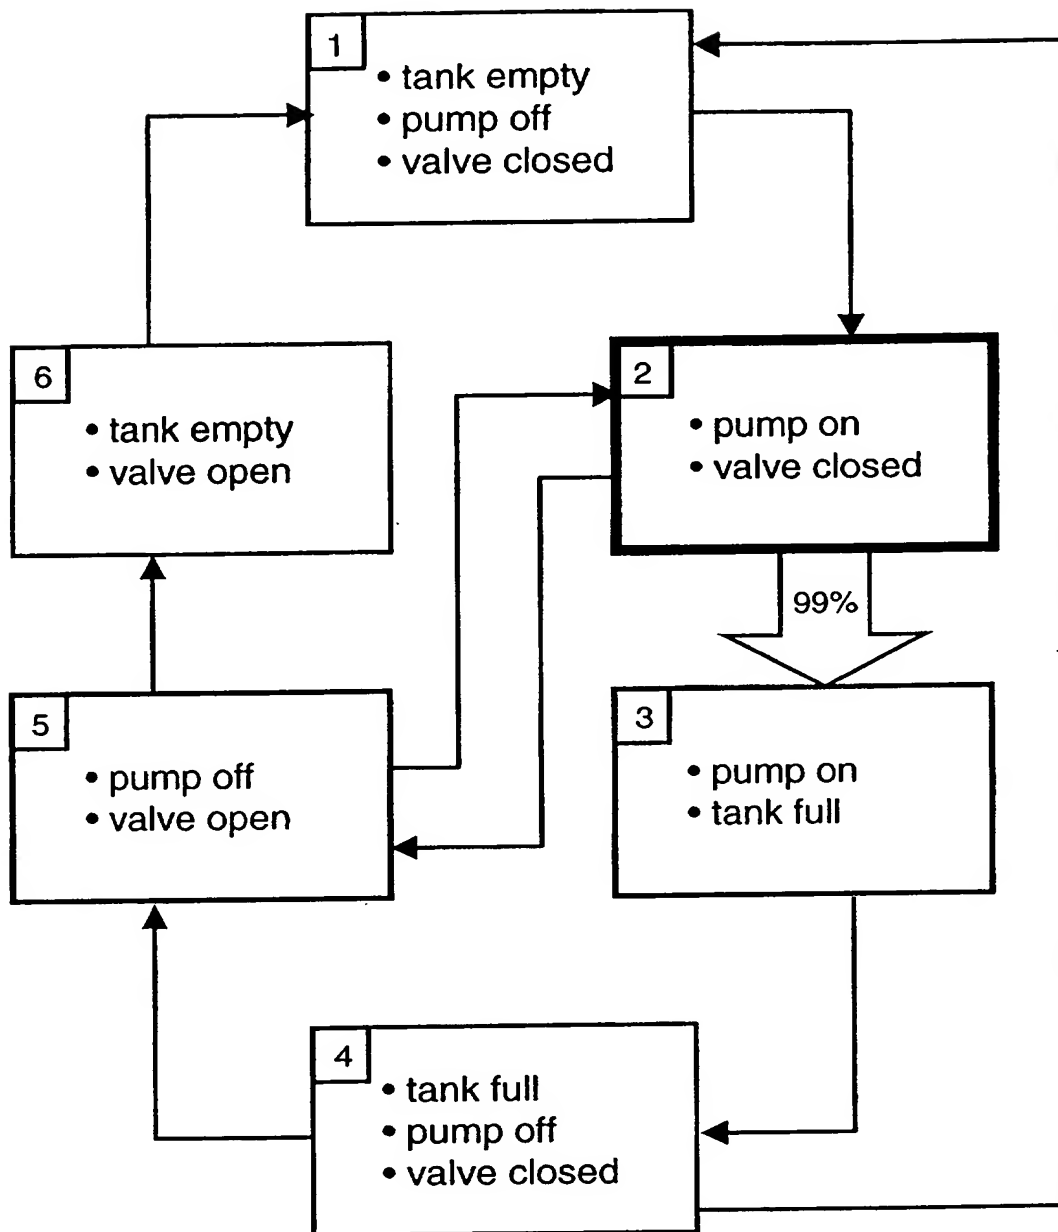 1
• tank empty
• pump off
• valve closed
6
• tank empty
• valve open
2
• pump on
• valve closed
99%
5
• pump off
• valve open
3
• pump on
• tank full
4
• tank full
• pump off
• valve closed